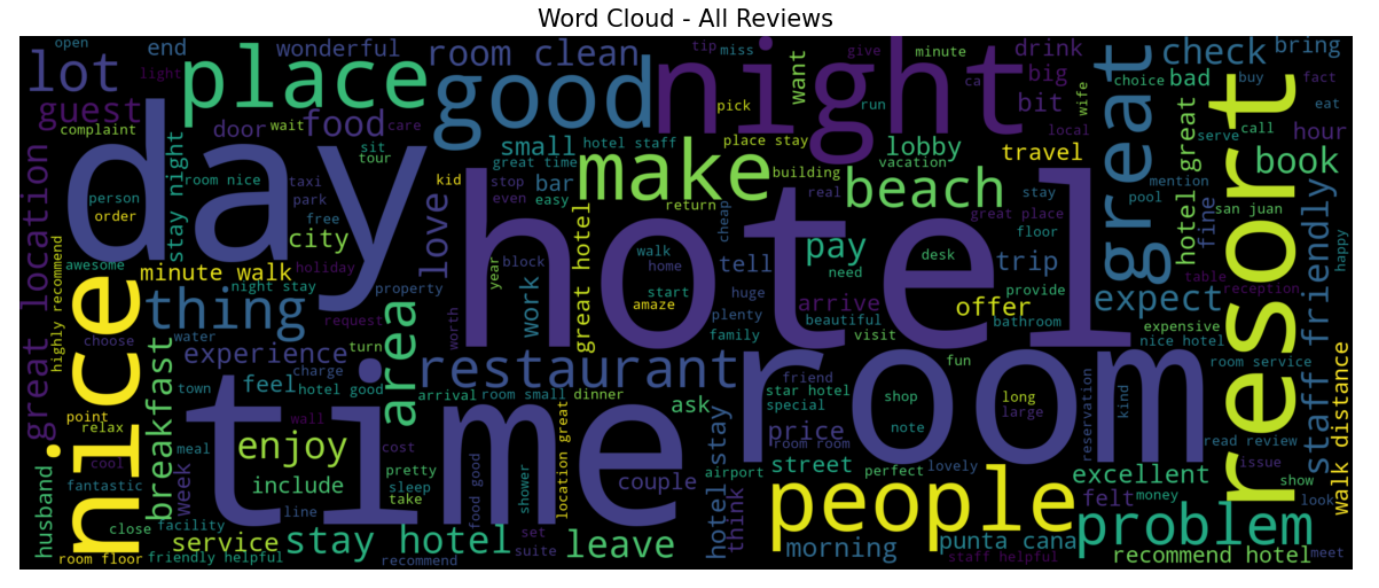 Word Cloud - All Reviews
open
end
wonderful
room clean
tip
miss
give
minute
drink
check
bring
lot
light
place
good
night
want
ca
big
great
choice
bad
buy
fact
resort
guest
pick
run
bit
wife
eat
complaint
door
wait
food
care
small
hotel staff
place stay
lobby
local
serve
call
hour
day
sit
tour
great time
make
building
vacation
travel
hotel great
book
great location
stay night
room nice
taxi
love
kid
stop
bar
beach
real
stay
mention
pool
person
order
park
even
easy
return
great place
fine
san juan
free
city
great hotel
cheap
pay
desk
floor
staff friendly
happy
awesome
minute walk
holiday
year
block
walk
home
tell
need
trip
table
reception
highly recommend
nice
night stay
property
hotel
work
start
huge
arrive
provide
expect
choose
thing
water
request
worth
amaze
plenty
beautiful
offer
bathroom
expensive
area
turn
family
visit
nice hotel
breakfast
experience
charge
restaurant
room
fun
room service
walk distance
town
feel
hotel good
arrival
room small
dinner
friend
star hotel
shop
long
kind
point
time
wall
ask
special
large
reservation
relax
enjoy
price
room room
note
read review
cool
meal
cost
location great
hotel stay
street
perfect
lovely
excellent
issue
week
pretty
airport
show
husband
fantastic
include
sleep
take
food good
shower
couple
think
people
felt
money
look
close
facility
line
set
problem
service
stay hotel
leave
morning
punta cana
room floor
friendly helpful
recommend
suite
staff helpful
recommend hotel
meet